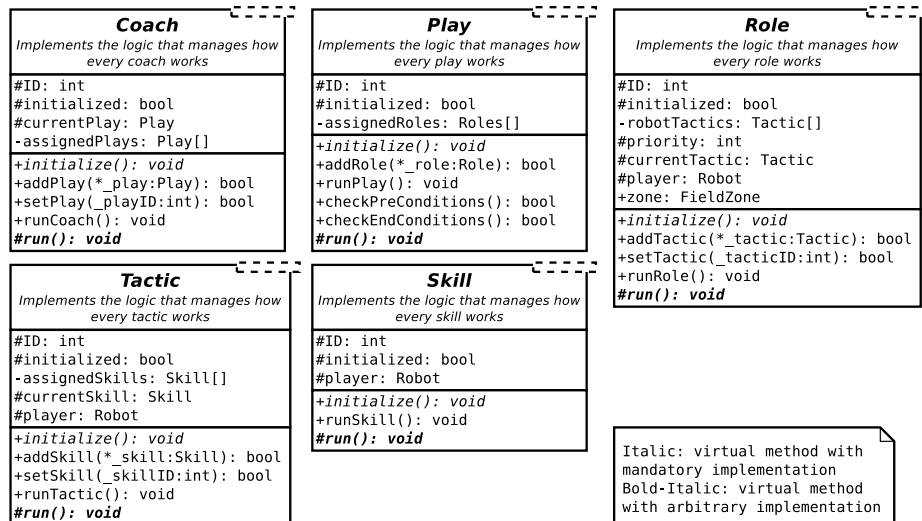 Coach
Implements the logic that manages how
every coach works
#ID: int
#initialized: bool
#currentPlay: Play
-assignedPlays: Play[]
+initialize(): void
+addPlay(*_play:Play): bool
+setPlay(_playID:int): bool
+runCoach(): void
#run(): void
Play
Implements the logic that manages how
every play works
#ID: int
#initialized: bool
-assignedRoles: Roles[]
+initialize(): void
+addRole(*_role:Role): bool
+runPlay(): void
+checkPreConditions(): bool
+checkEndConditions(): bool
#run(): void
Role
Implements the logic that manages how
every role works
#ID: int
#initialized: bool
-robotTactics: Tactic[]
#priority: int
#currentTactic: Tactic
#player: Robot
+zone: FieldZone
+initialize(): void
+addTactic(*_tactic:Tactic): bool
+setTactic(_tacticID:int): bool
+runRole(): void
#run(): void
Tactic
Implements the logic that manages how
every tactic works
#ID: int
#initialized: bool
-assignedSkills: Skill[]
#currentSkill: Skill
#player: Robot
+initialize(): void
+addSkill(*_skill:Skill): bool
+setSkill(_skillID:int): bool
+runTactic(): void
#run(): void
Skill
Implements the logic that manages how
every skill works
#ID: int
#initialized: bool
#player: Robot
+initialize(): void
+runSkill(): void
#run(): void
Italic: virtual method with
mandatory implementation
Bold-Italic: virtual method
with arbitrary implementation